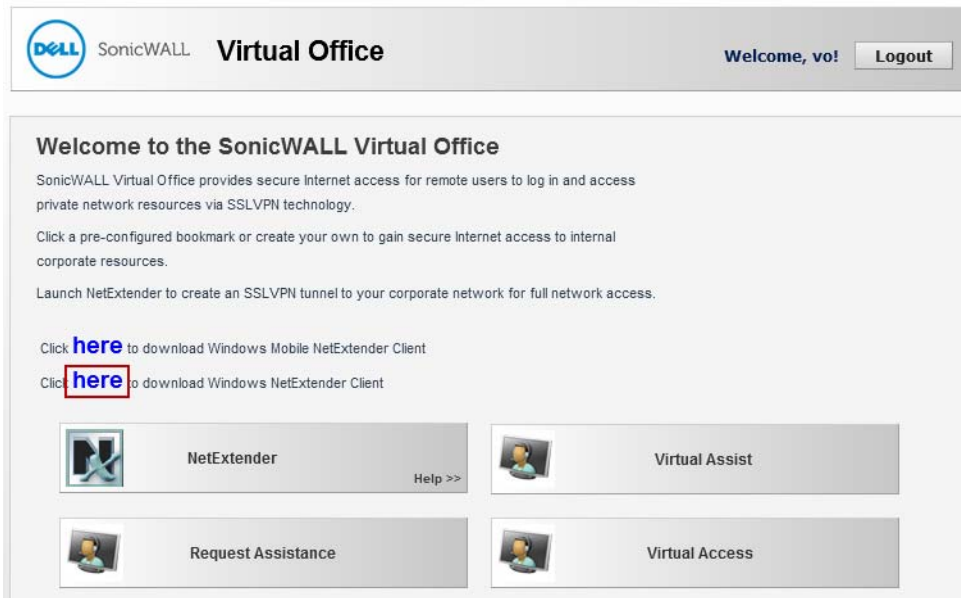 DELL SonicWALL Virtual Office
Welcome, vo! Logout
Welcome to the SonicWALL Virtual Office
SonicWALL Virtual Office provides secure Internet access for remote users to log in and access
private network resources via SSLVPN technology.
Click a pre-configured bookmark or create your own to gain secure Internet access to internal
corporate resources.
Launch NetExtender to create an SSLVPN tunnel to your corporate network for full network access.
Click here to download Windows Mobile NetExtender Client
Click here to download Windows NetExtender Client
NetExtender
Help >>
Virtual Assist
Request Assistance
Virtual Access